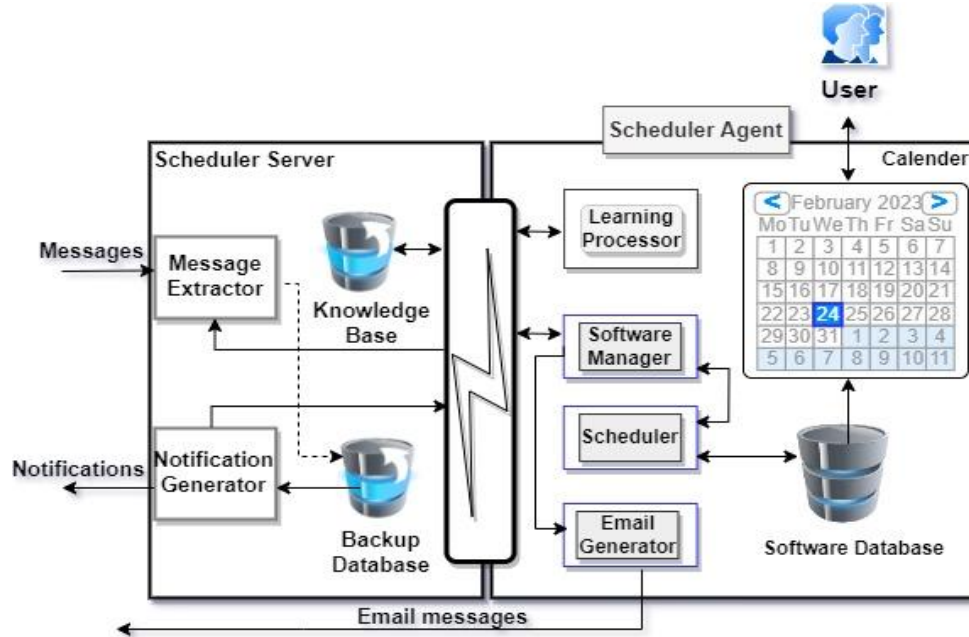 User
Scheduler Agent
Scheduler Server
Calender
< February 2023 >
Mo Tu We Th Fr Sa Su
1 2 3 4 5 6 7
8 9 10 11 12 13 14
15 16 17 18 19 20 21
22 23 24 25 26 27 28
29 30 31 1 2 3 4
5 6 7 8 9 10 11
Learning
Processor
Messages
Message
Extractor
Knowledge
Base
Software
Manager
Scheduler
Notifications
Notification
Generator
Backup
Database
Email
Generator
Software Database
Email messages